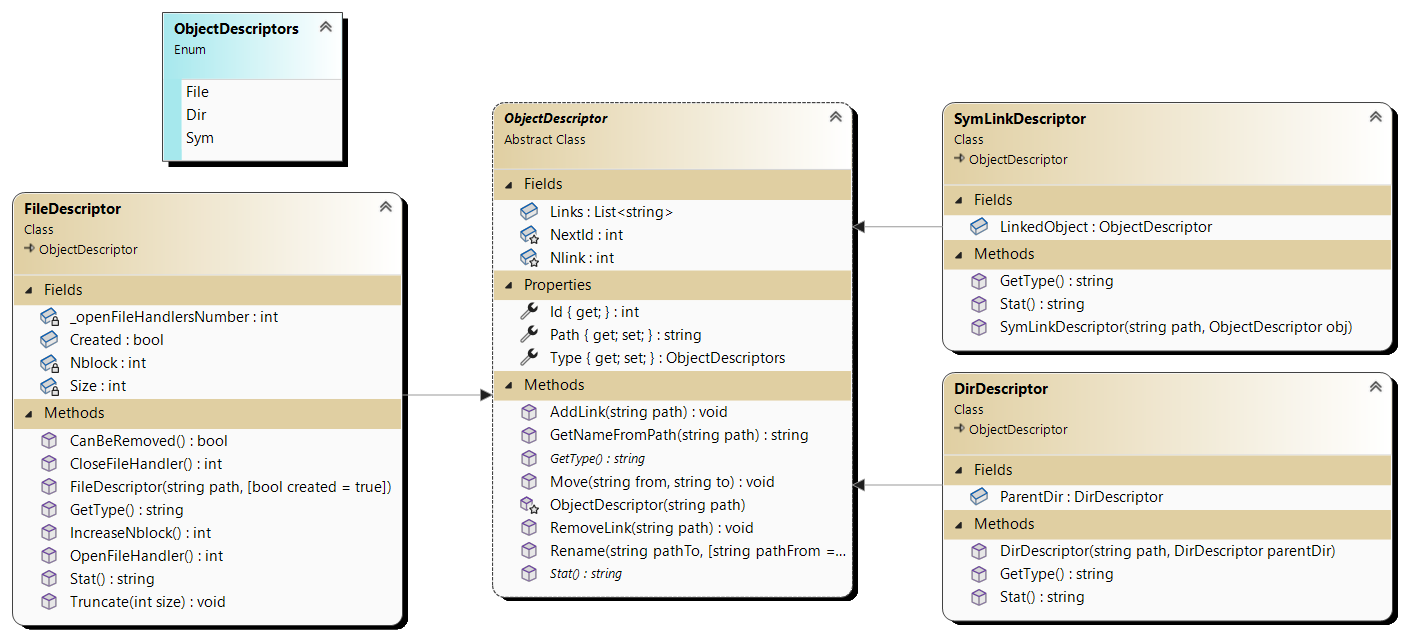 ObjectDescriptors
Enum
File
Dir
Sym
FileDescriptor
Class
ObjectDescriptor
Fields
_openFileHandlersNumber : int
Created : bool
Nblock : int
Size : int
Methods
CanBeRemoved() : bool
CloseFileHandler() : int
FileDescriptor(string path, [bool created = true])
GetType() : string
IncreaseNblock() : int
OpenFileHandler() : int
Stat() : string
Truncate(int size) : void
ObjectDescriptor
Abstract Class
Fields
Links : List<string>
NextId : int
Nlink : int
Properties
Id { get; } : int
Path { get; set; } : string
Type { get; set; } : ObjectDescriptors
Methods
AddLink(string path) : void
GetNameFromPath(string path) : string
GetType() : string
Move(string from, string to) : void
ObjectDescriptor(string path)
RemoveLink(string path) : void
Rename(string pathTo, [string pathFrom =...
Stat() : string
SymLinkDescriptor
Class
ObjectDescriptor
Fields
LinkedObject : ObjectDescriptor
Methods
GetType() : string
Stat() : string
SymLinkDescriptor(string path, ObjectDescriptor obj)
DirDescriptor
Class
ObjectDescriptor
Fields
ParentDir : DirDescriptor
Methods
DirDescriptor(string path, DirDescriptor parentDir)
GetType() : string
Stat() : string